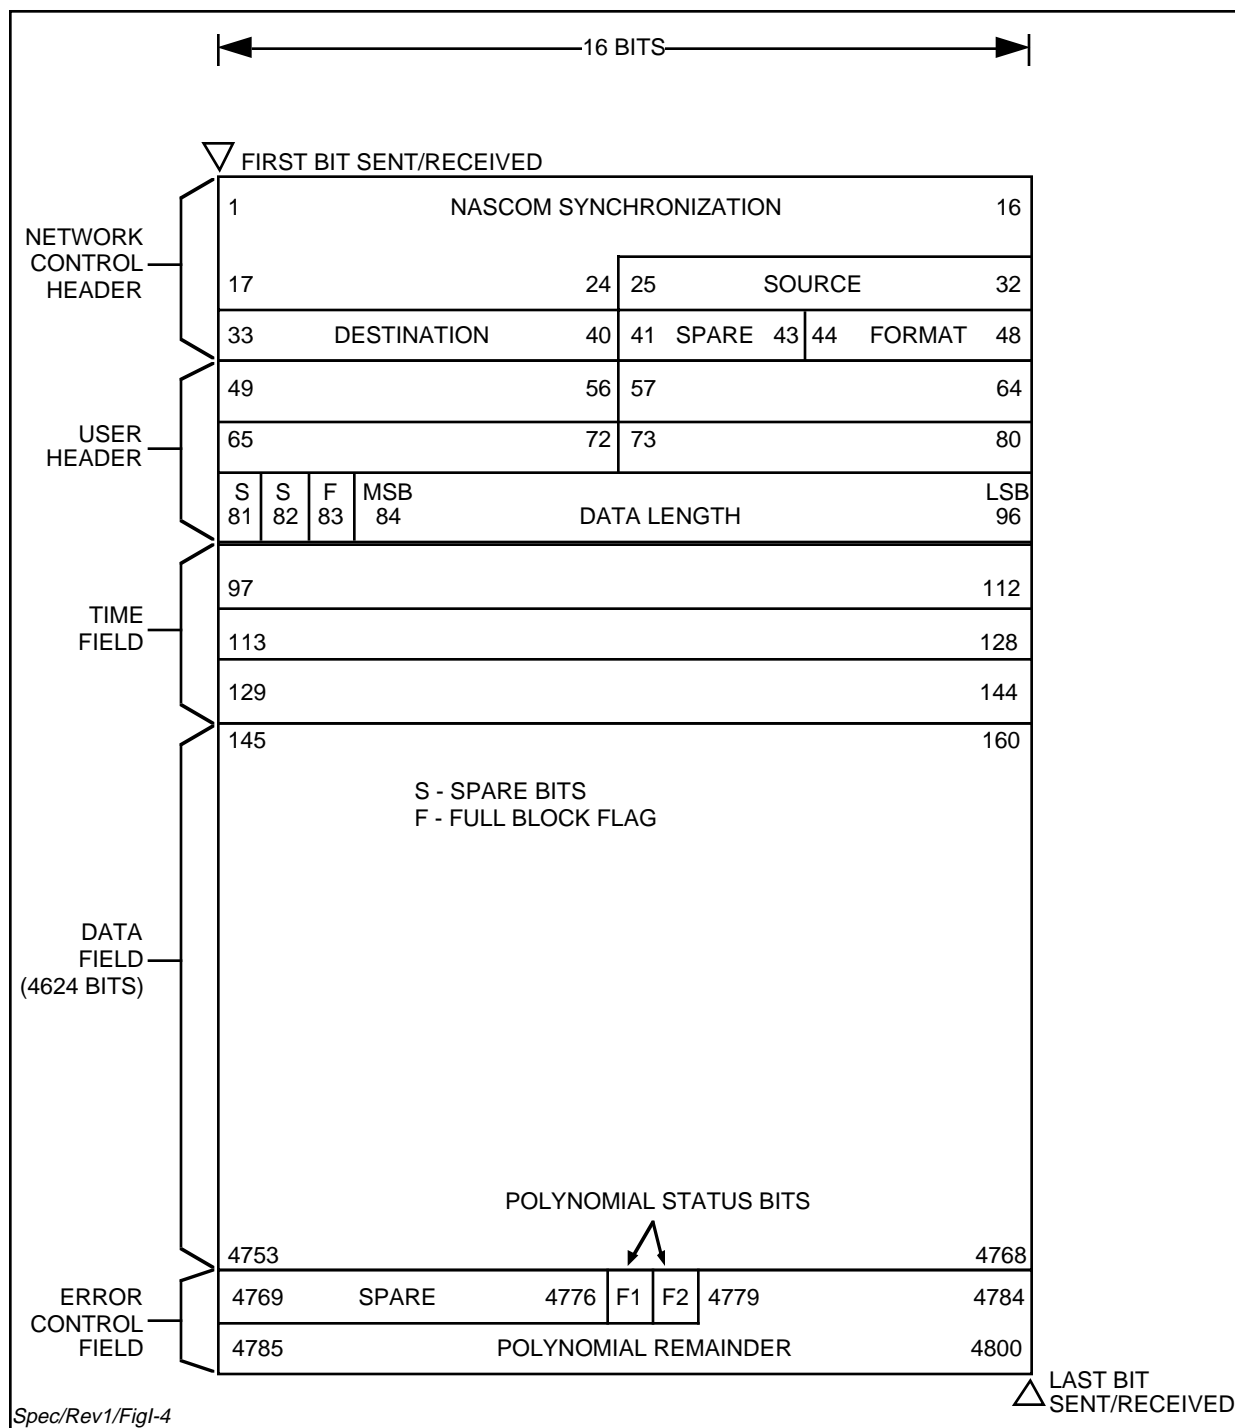 16 BITS
FIRST BIT SENT/RECEIVED
NETWORK
CONTROL
HEADER
1 NASCOM SYNCHRONIZATION 16
17 24 25 SOURCE 32
33 DESTINATION 40 41 SPARE 43 44 FORMAT 48
USER
HEADER
49 56 57 64
65 72 73 80
S S F MSB LSB
81 82 83 84 DATA LENGTH 96
TIME
FIELD
97 112
113 128
129 144
DATA
FIELD
(4624 BITS)
145 160
S - SPARE BITS
F - FULL BLOCK FLAG
POLYNOMIAL STATUS BITS
4753 4768
ERROR
CONTROL
FIELD
4769 SPARE 4776 F1 F2 4779 4784
4785 POLYNOMIAL REMAINDER 4800
LAST BIT
SENT/RECEIVED
Spec/Rev1/FigI-4